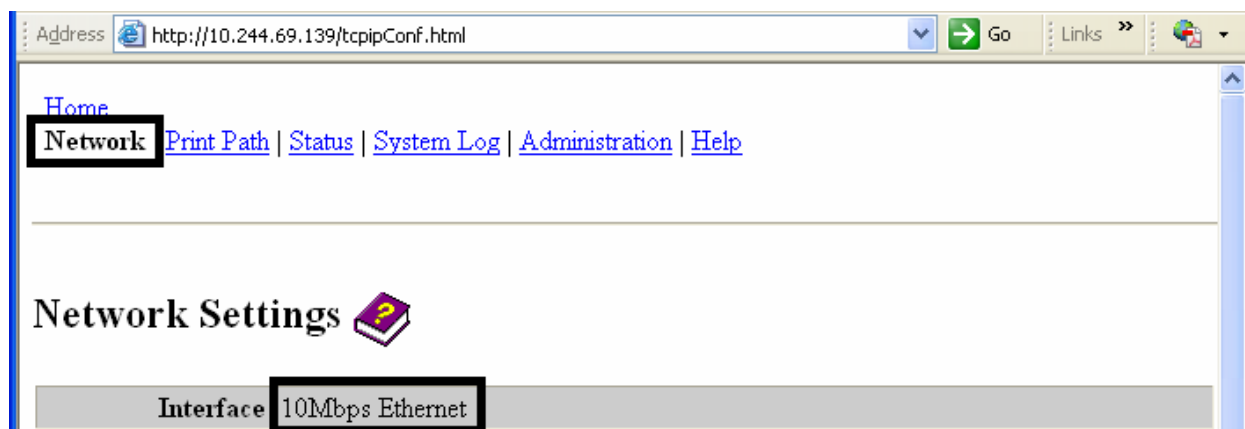 Address http://10.244.69.139/tcpipConf.html Go Links »
Home
Network Print Path | Status | System Log | Administration | Help
Network Settings ?
Interface 10Mbps Ethernet